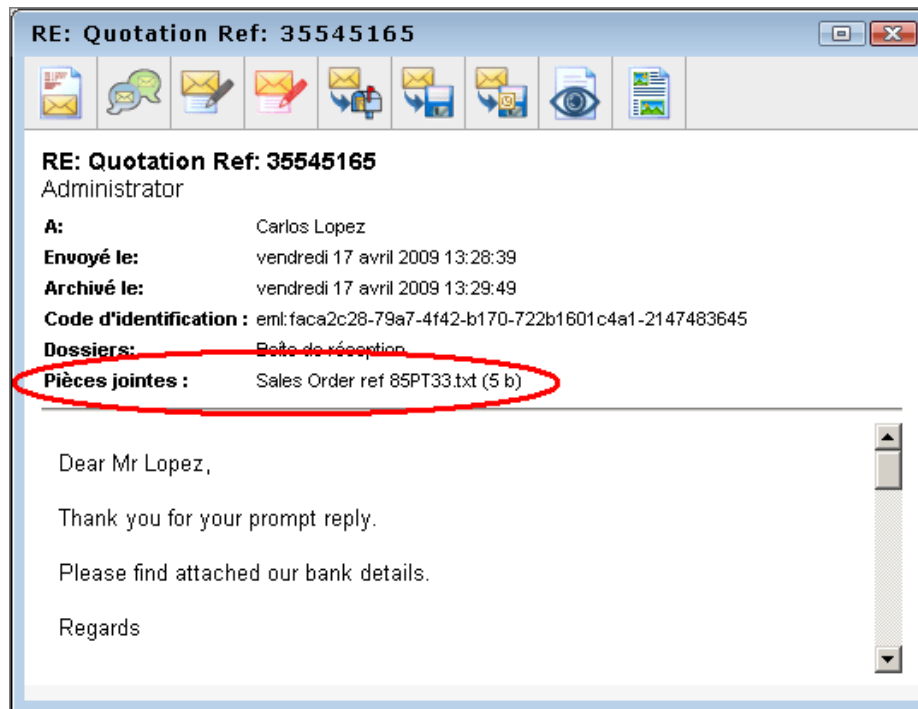 RE: Quotation Ref: 35545165
RE: Quotation Ref: 35545165
Administrator
A: Carlos Lopez
Envoyé le: vendredi 17 avril 2009 13:28:39
Archivé le: vendredi 17 avril 2009 13:29:49
Code d'identification : eml:faca2c28-79a7-4f42-b170-722b1601c4a1-2147483645
Dossiers: Boîte de réception
Pièces jointes : Sales Order ref 85PT33.txt (5 b)
Dear Mr Lopez,
Thank you for your prompt reply.
Please find attached our bank details.
Regards